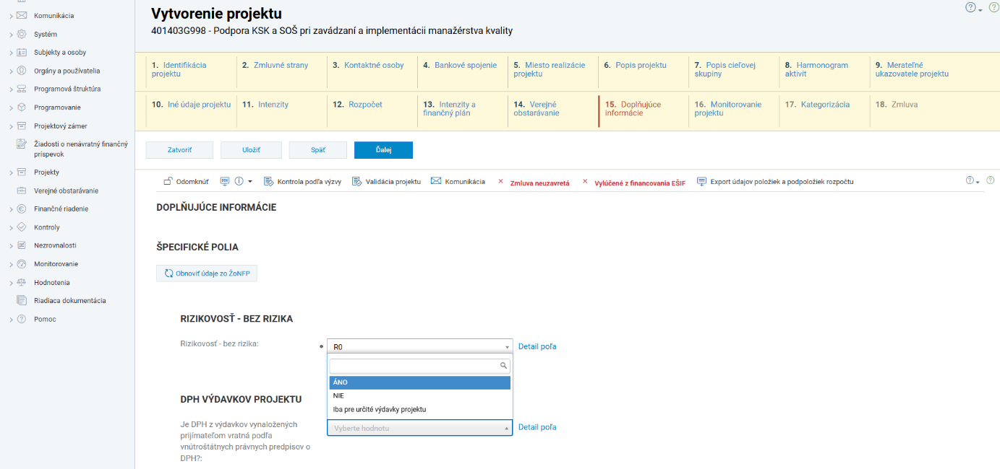 Komunikácia
Systém
Subjekty a osoby
Orgány a používatelia
Programová štruktúra
Programovanie
Projektový zámer
Žiadosti o nenávratný finančný
príspevok
Projekty
Verejné obstarávanie
Finančné riadenie
Kontroly
Nezrovnalosti
Monitorovanie
Hodnotenia
Riadiaca dokumentácia
Pomoc
Vytvorenie projektu
401403G998 - Podpora KSK a SOŠ pri zavádzaní a implementácii manažérstva kvality
1. Identifikácia
projektu
2. Zmluvné strany
3. Kontaktné osoby
4. Bankové spojenie
5. Miesto realizácie
projektu
6. Popis projektu
7. Popis cieľovej
skupiny
8. Harmonogram
aktivít
9. Merateľné
ukazovatele projektu
10. Iné údaje projektu
11. Intenzity
12. Rozpočet
13. Intenzity a
finančný plán
14. Verejné
obstarávanie
15. Doplňujúce
informácie
16. Monitorovanie
projektu
17. Kategorizácia
18. Zmluva
Zatvoriť
Uložiť
Späť
Ďalej
Odomknúť
Kontrola podľa výzvy
Validácia projektu
Komunikácia
Zmluva neuzavretá
Vylúčené z financovania EŠIF
Export údajov položiek a podpoložiek rozpočtu
DOPLŇUJÚCE INFORMÁCIE
ŠPECIFICKÉ POLIA
Obnoviť údaje zo ŽoNFP
RIZIKOVOSŤ - BEZ RIZIKA
Rizikovosť - bez rizika:
R0
Detail poľa
ÁNO
NIE
Iba pre určité výdavky projektu
DPH VÝDAVKOV PROJEKTU
Je DPH z výdavkov vynaložených
prijímateľom vratná podľa
vnútroštátnych právnych predpisov o
DPH?:
Vyberte hodnotu
Detail poľa